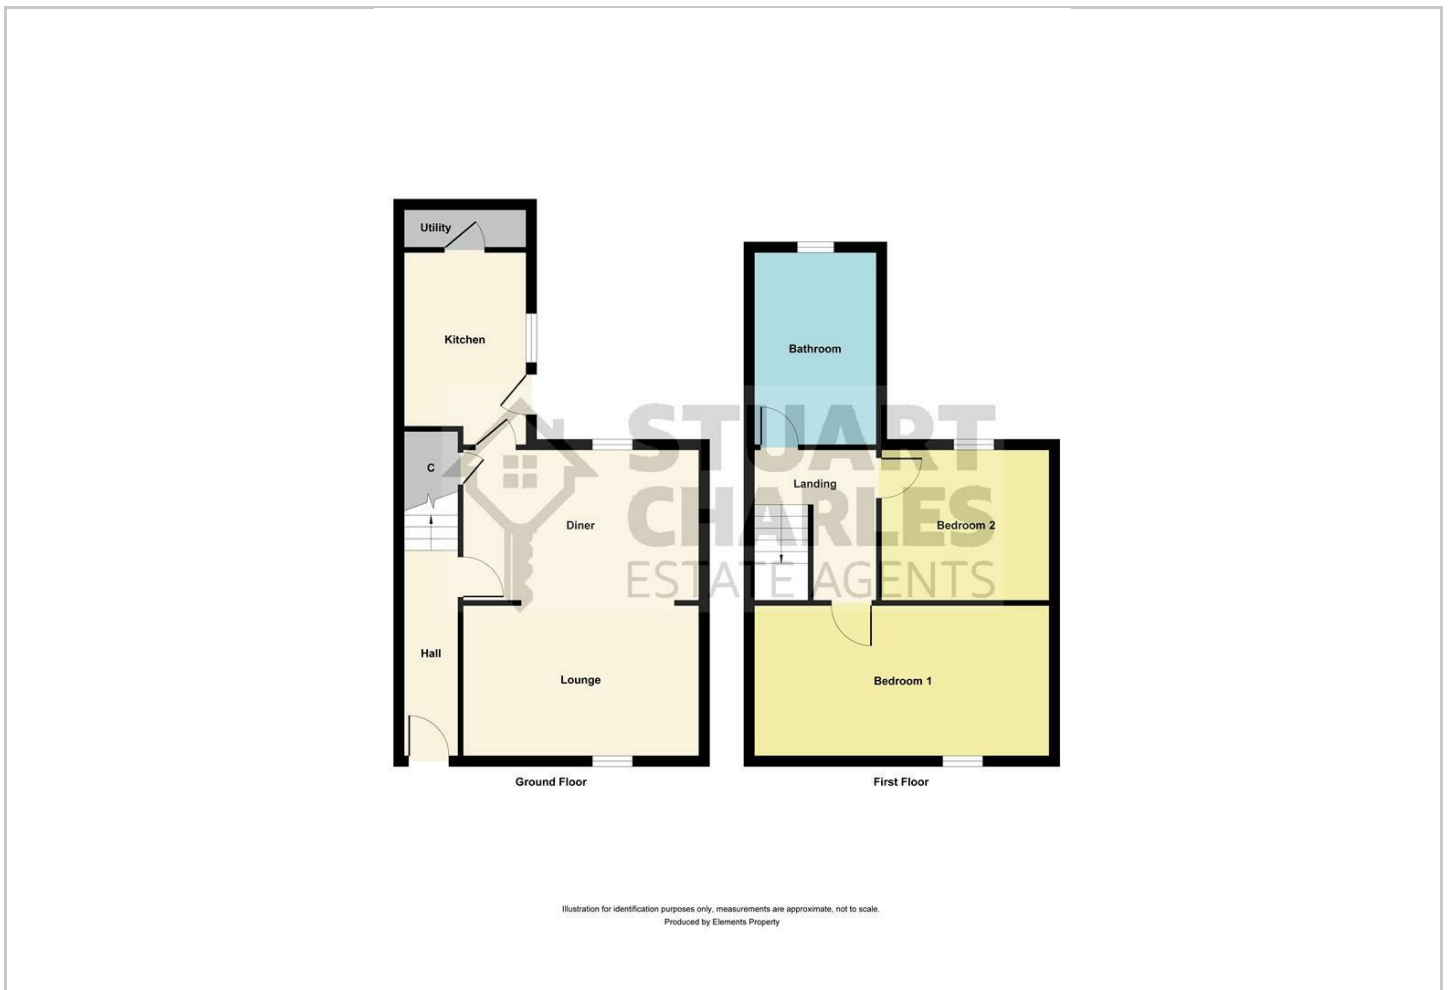 Utility
Kitchen
C
Diner
Hall
Lounge
Ground Floor
Bathroom
Landing
Bedroom 2
Bedroom 1
First Floor
STUART
CHARLES
ESTATE AGENTS
Illustration for identification purposes only, measurements are approximate, not to scale.
Produced by Elements Property